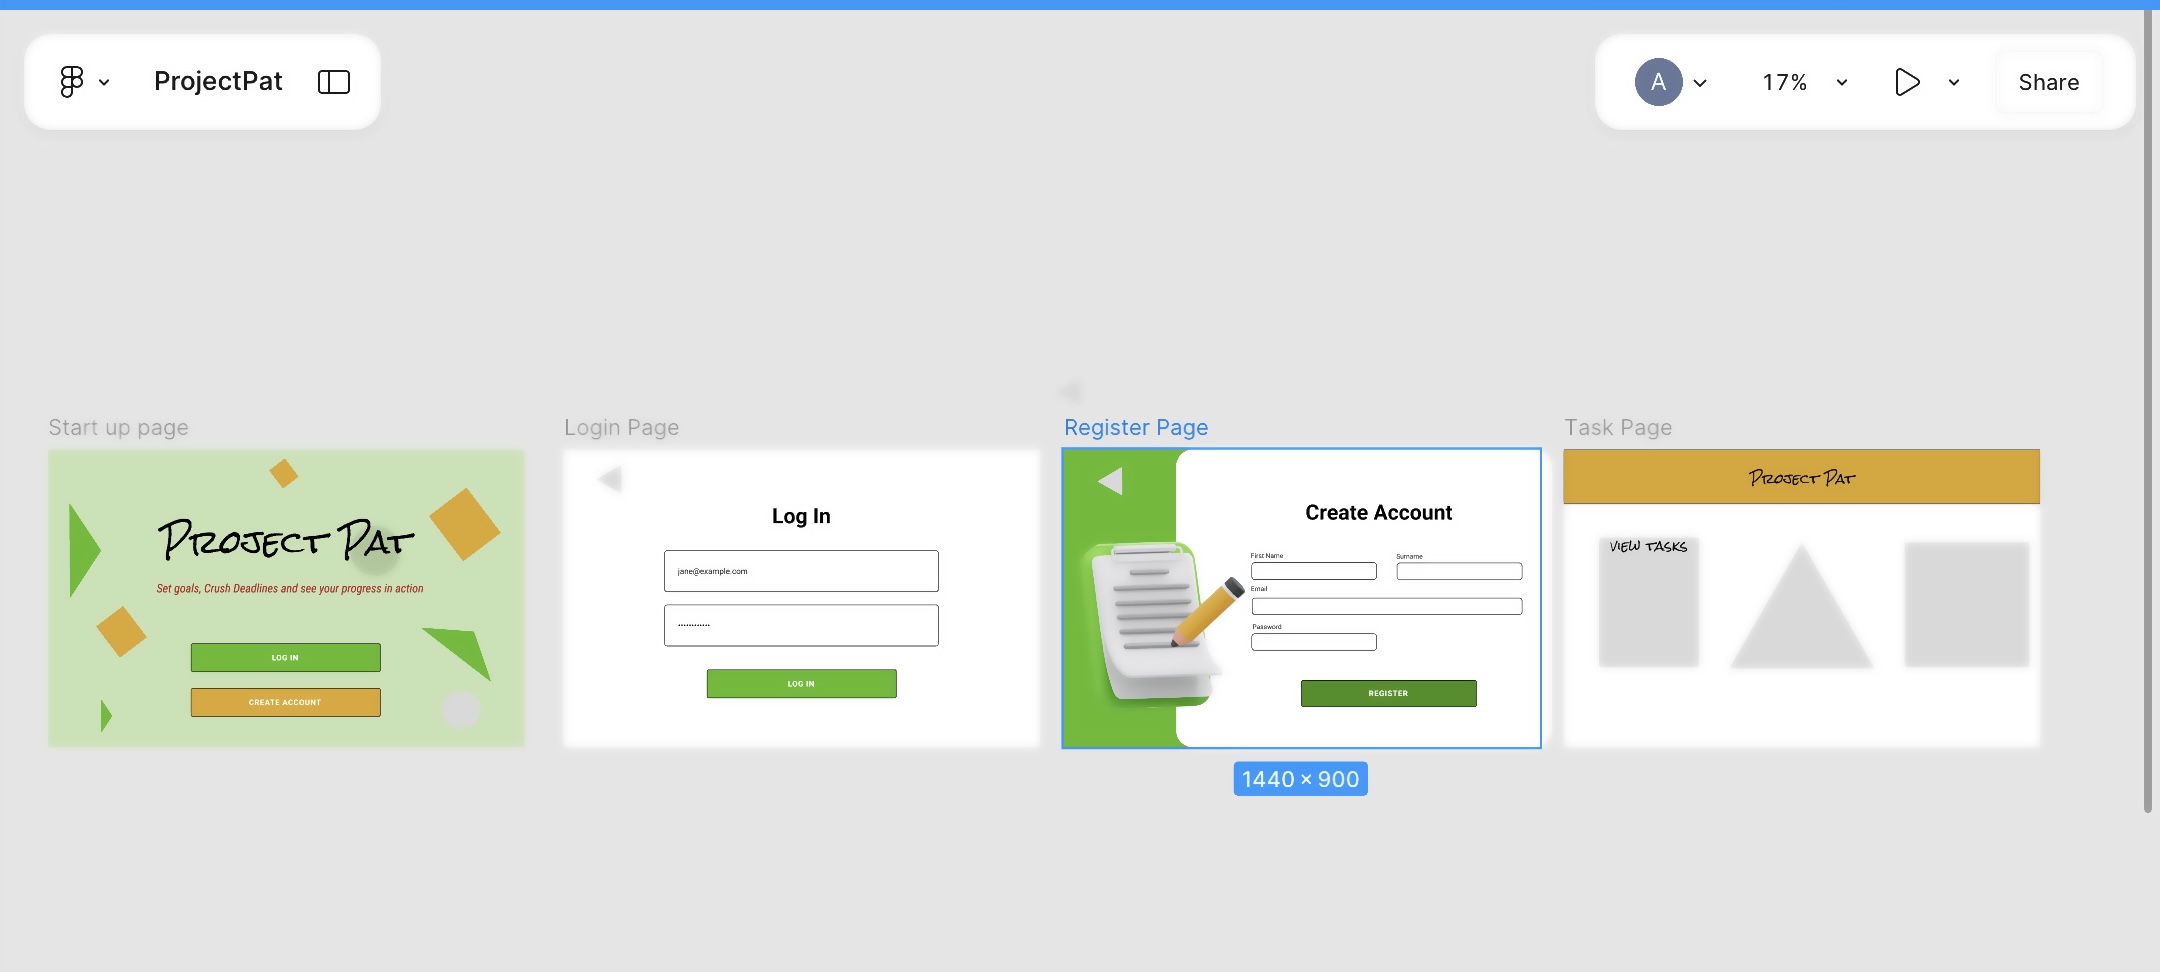 ProjectPat
A
17%
Share
Start up page
PROJECT PAT
Set goals, Crush Deadlines and see your progress in action
LOG IN
CREATE ACCOUNT
Login Page
Log In
jane@example.com
............
LOG IN
Register Page
Create Account
First Name
Surname
Email
Password
REGISTER
1440 × 900
Task Page
PROJECT PAT
VIEW TASKS